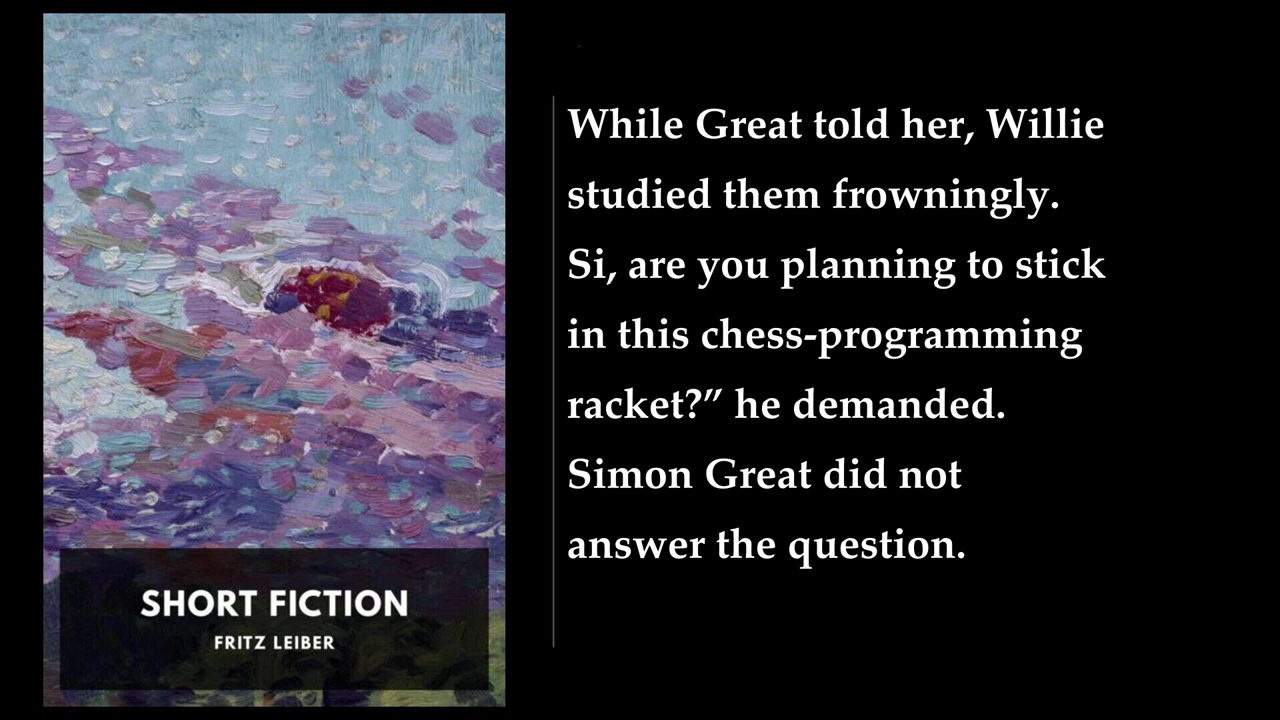 SHORT FICTION
FRITZ LEIBER
While Great told her, Willie
studied them frowningly.
Si, are you planning to stick
in this chess-programming
racket?” he demanded.
Simon Great did not
answer the question.